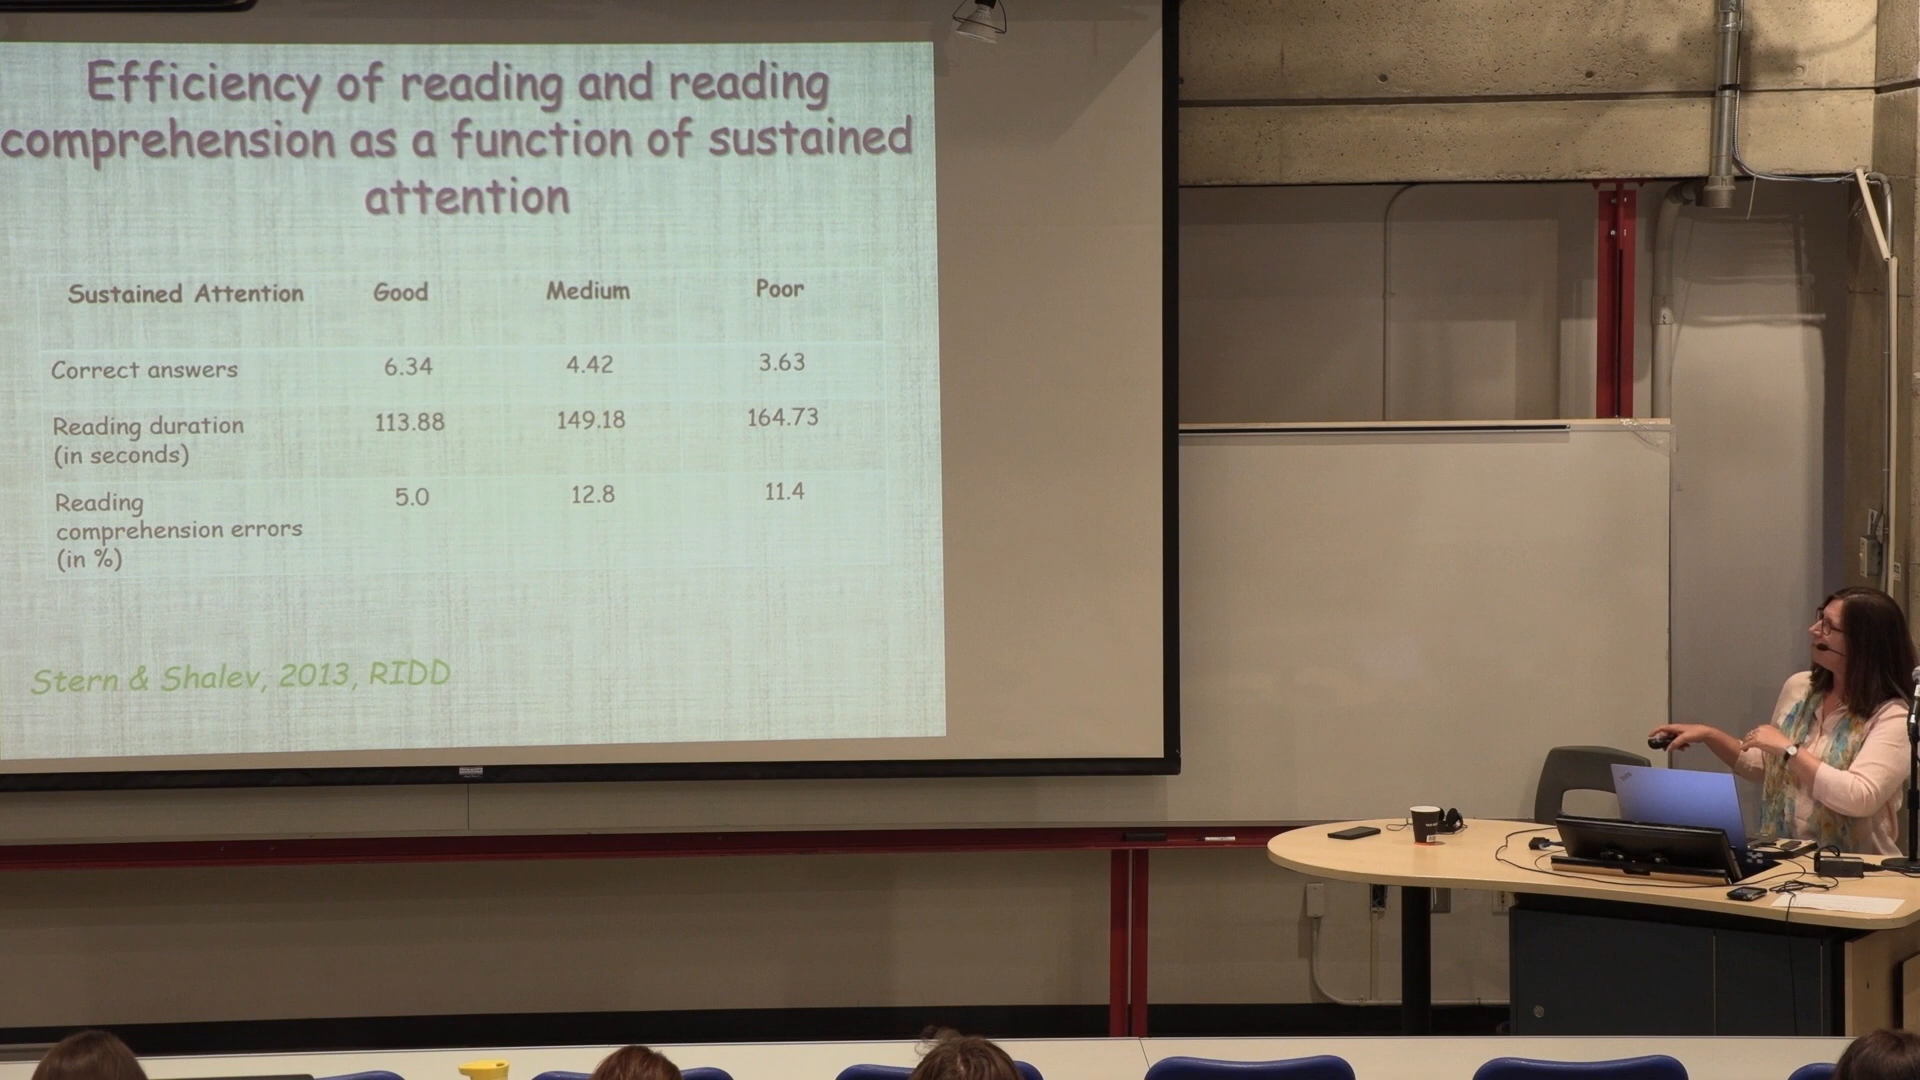 Efficiency of reading and reading
comprehension as a function of sustained
attention
Sustained Attention Good Medium Poor
Correct answers 6.34 4.42 3.63
Reading duration 113.88 149.18 164.73
(in seconds)
Reading 5.0 12.8 11.4
comprehension errors
(in %)
Stern & Shalev, 2013, RIDD